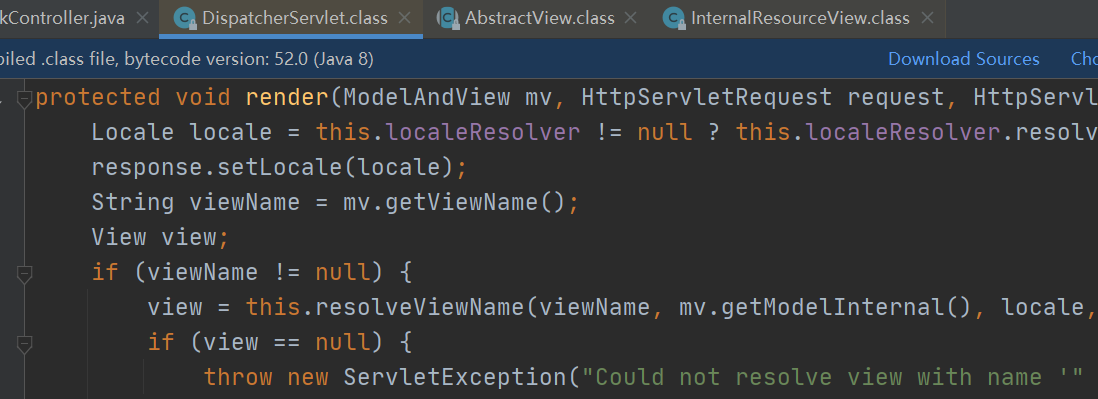 kController.java DispatcherServlet.class AbstractView.class InternalResourceView.class
piled .class file, bytecode version: 52.0 (Java 8) Download Sources Cho
protected void render(ModelAndView mv, HttpServletRequest request, HttpServl
Locale locale = this.localeResolver != null ? this.localeResolver.resolv
response.setLocale(locale);
String viewName = mv.getViewName();
View view;
if (viewName != null) {
view = this.resolveViewName(viewName, mv.getModelInternal(), locale,
if (view == null) {
throw new ServletException("Could not resolve view with name '"